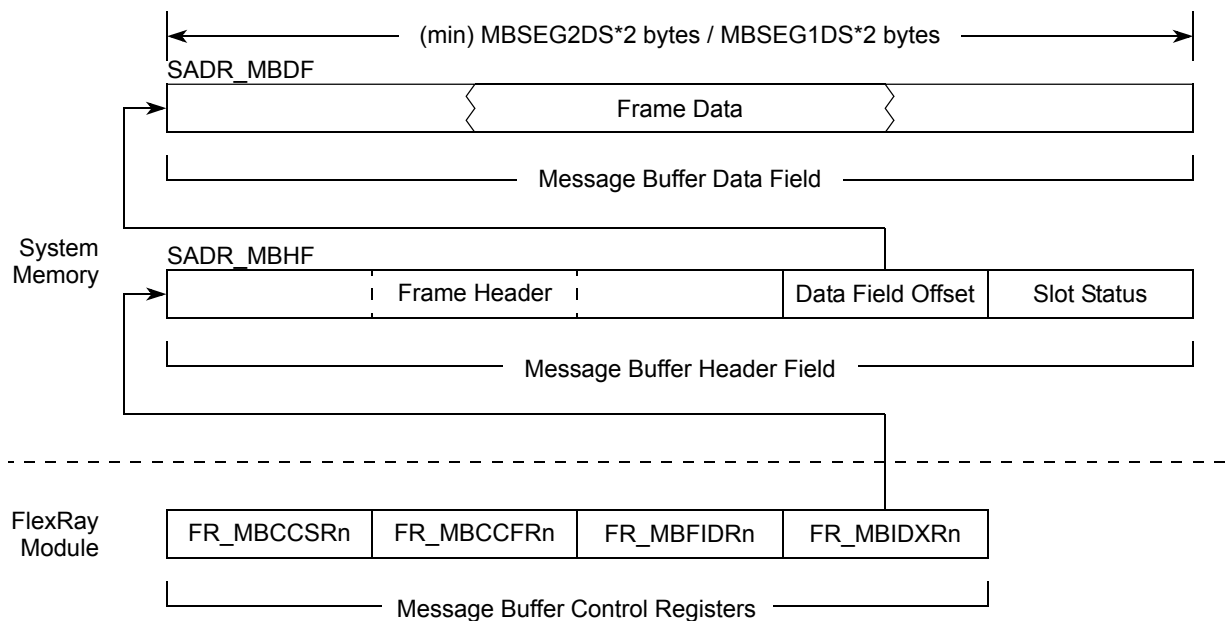 (min) MBSEG2DS*2 bytes / MBSEG1DS*2 bytes
SADR_MBDF
Frame Data
Message Buffer Data Field
System
Memory
SADR_MBHF
Frame Header
Data Field Offset
Slot Status
Message Buffer Header Field
FlexRay
Module
FR_MBCCSRn
FR_MBCCFRn
FR_MBFIDRn
FR_MBIDXRn
Message Buffer Control Registers